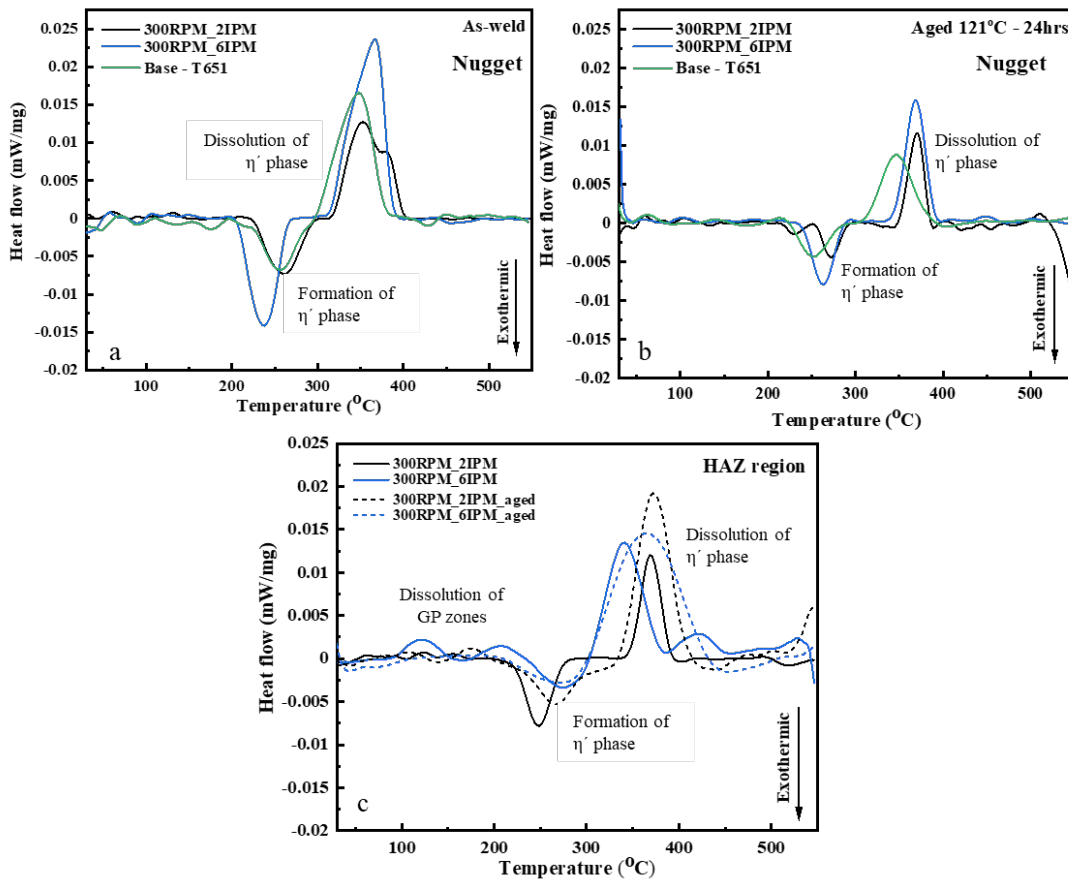 As-weld
300RPM_2IPM
300RPM_6IPM
Base - T651
Nugget
Dissolution of
η´ phase
Formation of
η´ phase
Exothermic
a
Heat flow (mW/mg)
0.025
0.02
0.015
0.01
0.005
0
-0.005
-0.01
-0.015
-0.02
100
200
300
400
500
Temperature (°C)
Aged 121°C - 24hrs
300RPM_2IPM
300RPM_6IPM
Base - T651
Nugget
Dissolution of
η´ phase
Formation of
η´ phase
Exothermic
b
Heat flow (mW/mg)
0.025
0.02
0.015
0.01
0.005
0
-0.005
-0.01
-0.015
-0.02
100
200
300
400
500
Temperature (°C)
HAZ region
300RPM_2IPM
300RPM_6IPM
300RPM_2IPM_aged
300RPM_6IPM_aged
Dissolution of
η´ phase
Dissolution of
GP zones
Formation of
η´ phase
Exothermic
c
Heat flow (mW/mg)
0.025
0.02
0.015
0.01
0.005
0
-0.005
-0.01
-0.015
-0.02
100
200
300
400
500
Temperature (°C)